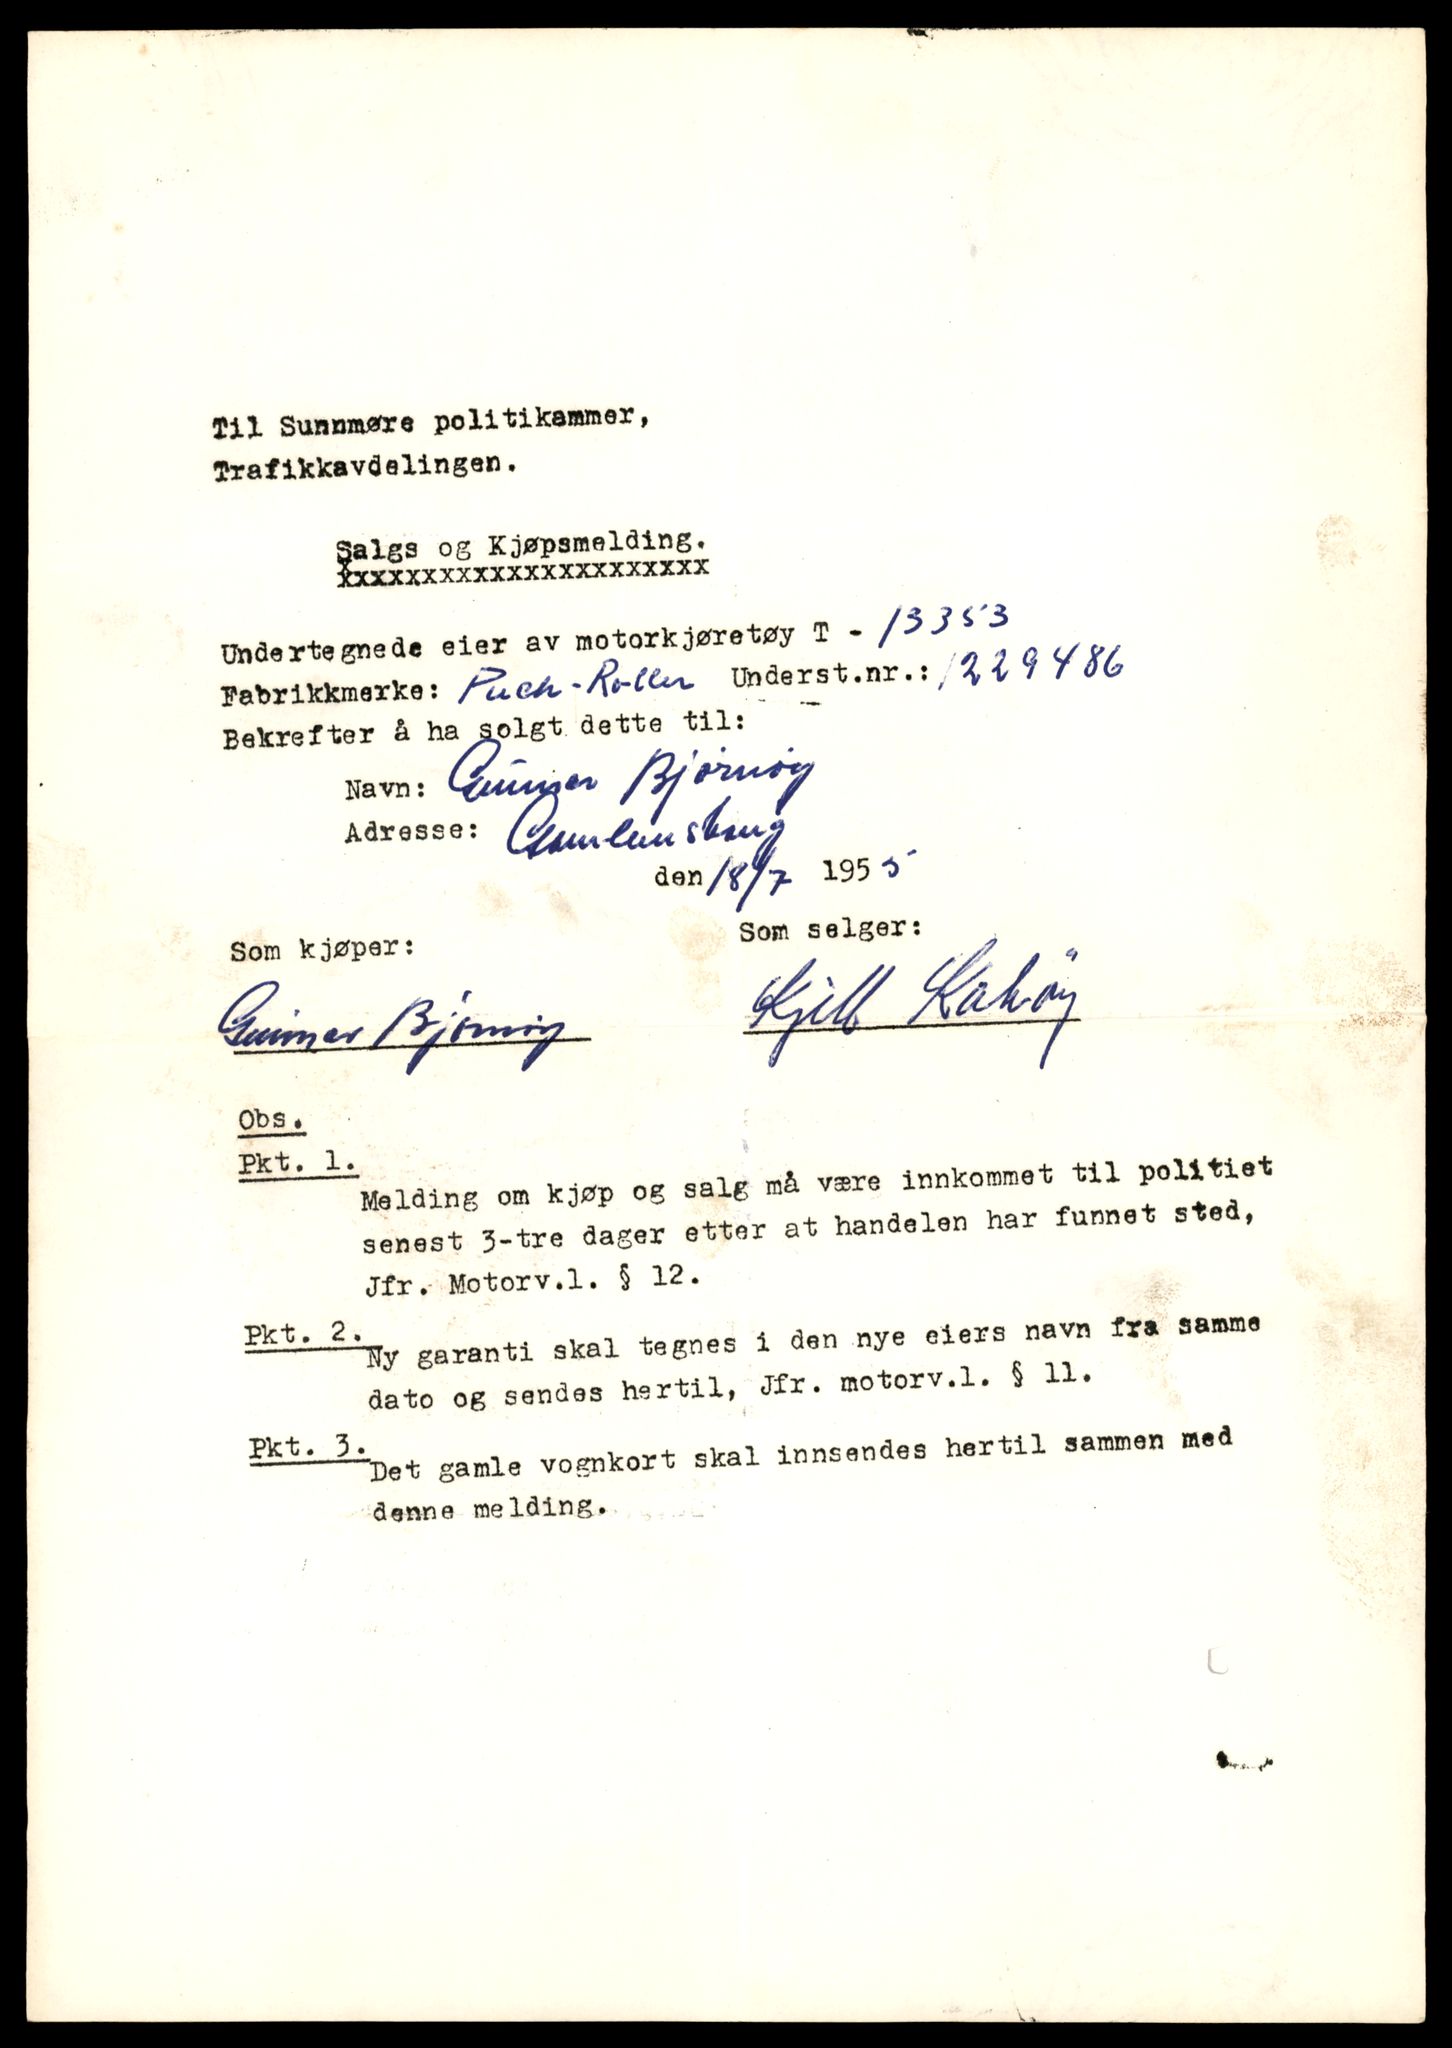 Til Sunnmøre politikammer,
Trafikkavdelingen.
Salgs og Kjøpsmelding.
xxxxxxxxxxxxxxxxxxxxxx
Undertegnede eier av motorkjøretøy T - 13353
Fabrikkmerke: Puch-Roller Underst.nr.: 1229486
Bekrefter å ha solgt dette til:
Navn: Gunnar Bjørnøy
Adresse:
den 18/7 1955
Som kjøper: Som selger:
Gunnar Bjørnøy Kjell
Obs.
Pkt. 1.
Melding om kjøp og salg må være innkommet til politiet
senest 3-tre dager etter at handelen har funnet sted,
Jfr. Motorv.l. § 12.
Pkt. 2.
Ny garanti skal tegnes i den nye eiers navn fra samme
dato og sendes hertil, Jfr. motorv.l. § 11.
Pkt. 3.
Det gamle vognkort skal innsendes hertil sammen med
denne melding.